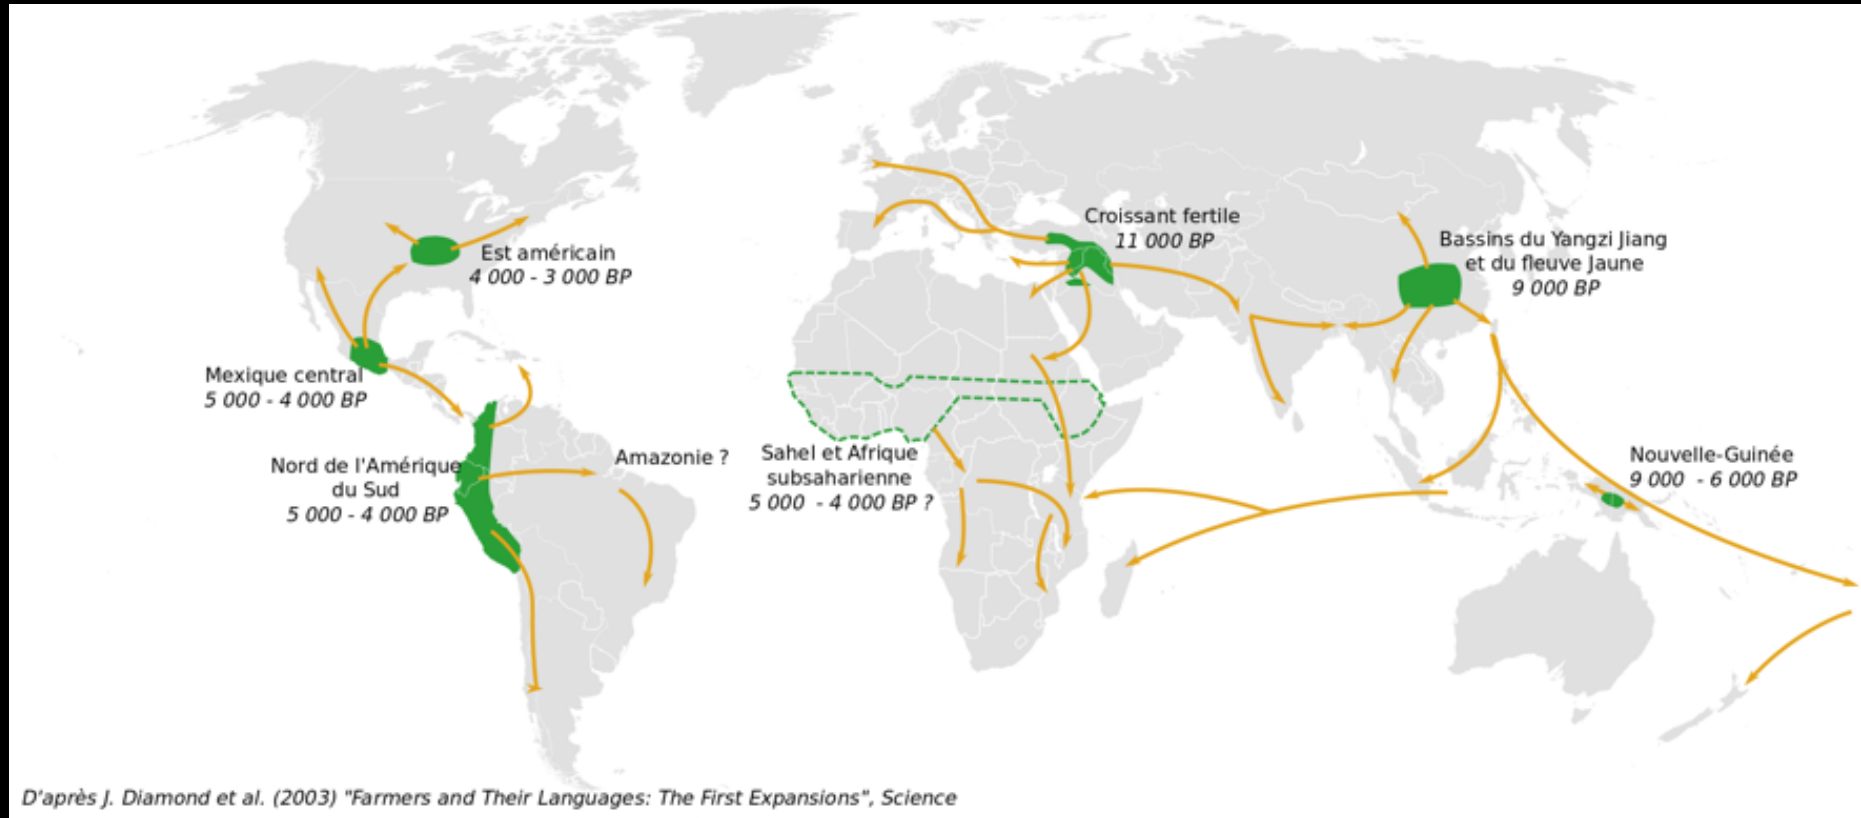 Croissant fertile
11 000 BP
Bassins du Yangzi Jiang
et du fleuve Jaune
9 000 BP
Est américain
4 000 - 3 000 BP
Mexique central
5 000 - 4 000 BP
Nord de l'Amérique
du Sud
5 000 - 4 000 BP
Amazonie ?
Sahel et Afrique
subsaharienne
5 000 - 4 000 BP ?
Nouvelle-Guinée
9 000 - 6 000 BP
D'après J. Diamond et al. (2003) "Farmers and Their Languages: The First Expansions", Science